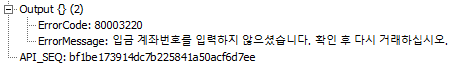 Output {} (2)
ErrorCode: 80003220
ErrorMessage: 입금 계좌번호를 입력하지 않으셨습니다. 확인 후 다시 거래하십시오.
API_SEQ: bf1be173914dc7b225841a50acf6d7ee